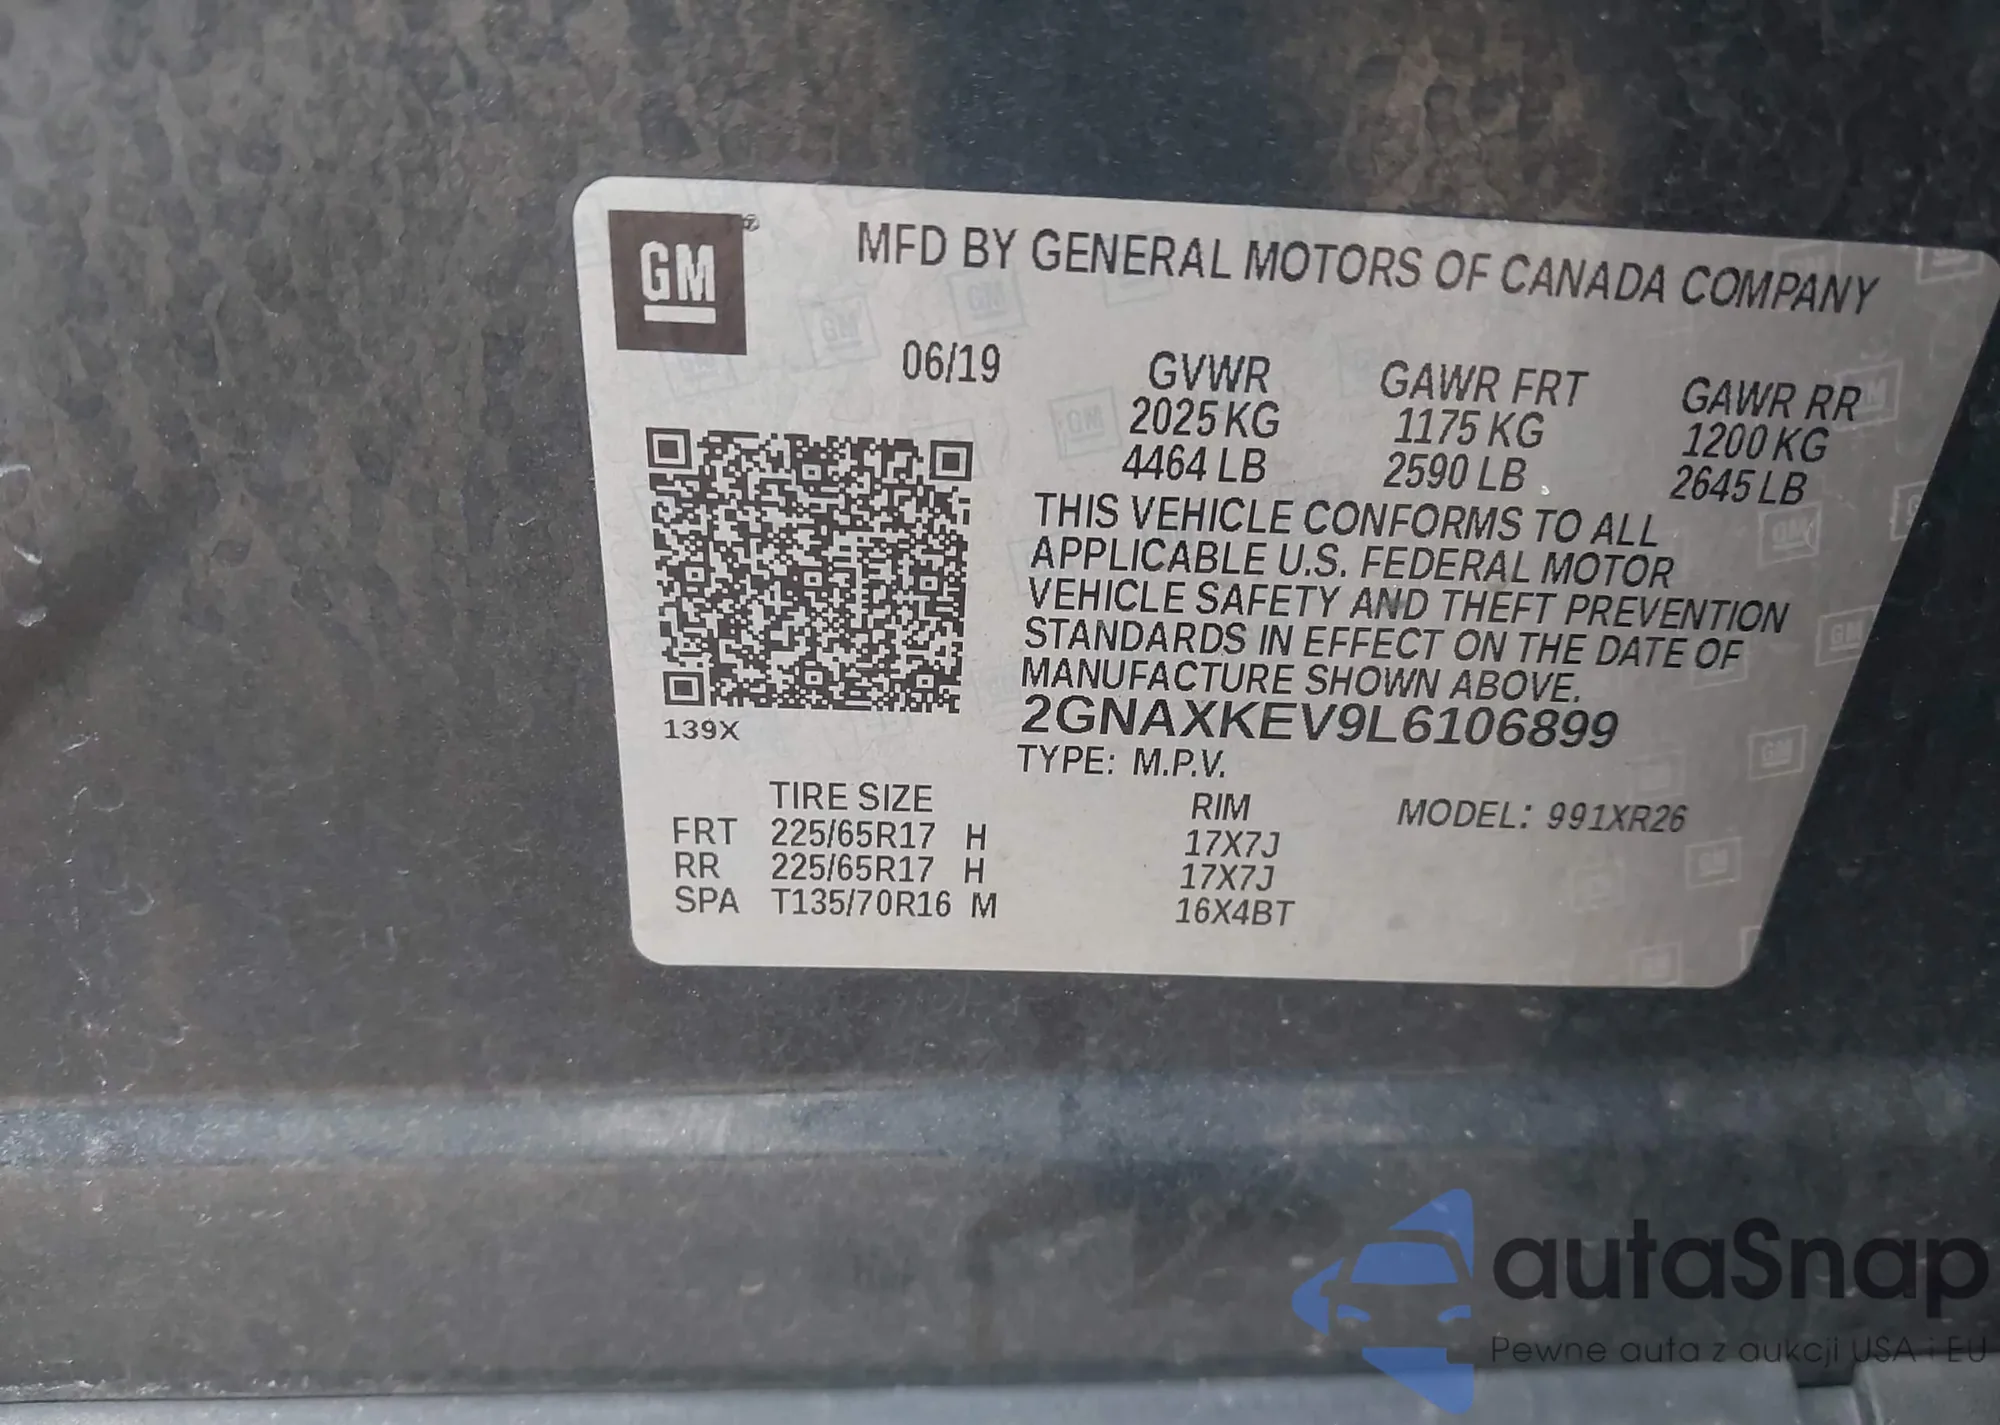 GM
MFD BY GENERAL MOTORS OF CANADA COMPANY
06/19
GVWR GAWR FRT GAWR RR
2025 KG 1175 KG 1200 KG
4464 LB 2590 LB 2645 LB
THIS VEHICLE CONFORMS TO ALL
APPLICABLE U.S. FEDERAL MOTOR
VEHICLE SAFETY AND THEFT PREVENTION
STANDARDS IN EFFECT ON THE DATE OF
MANUFACTURE SHOWN ABOVE.
139X
2GNAXKEV9L6106899
TYPE: M.P.V.
TIRE SIZE RIM MODEL: 991XR26
FRT 225/65R17 H 17X7J
RR 225/65R17 H 17X7J
SPA T135/70R16 M 16X4BT
autaSnap
Pewne auta z aukcji USA i EU